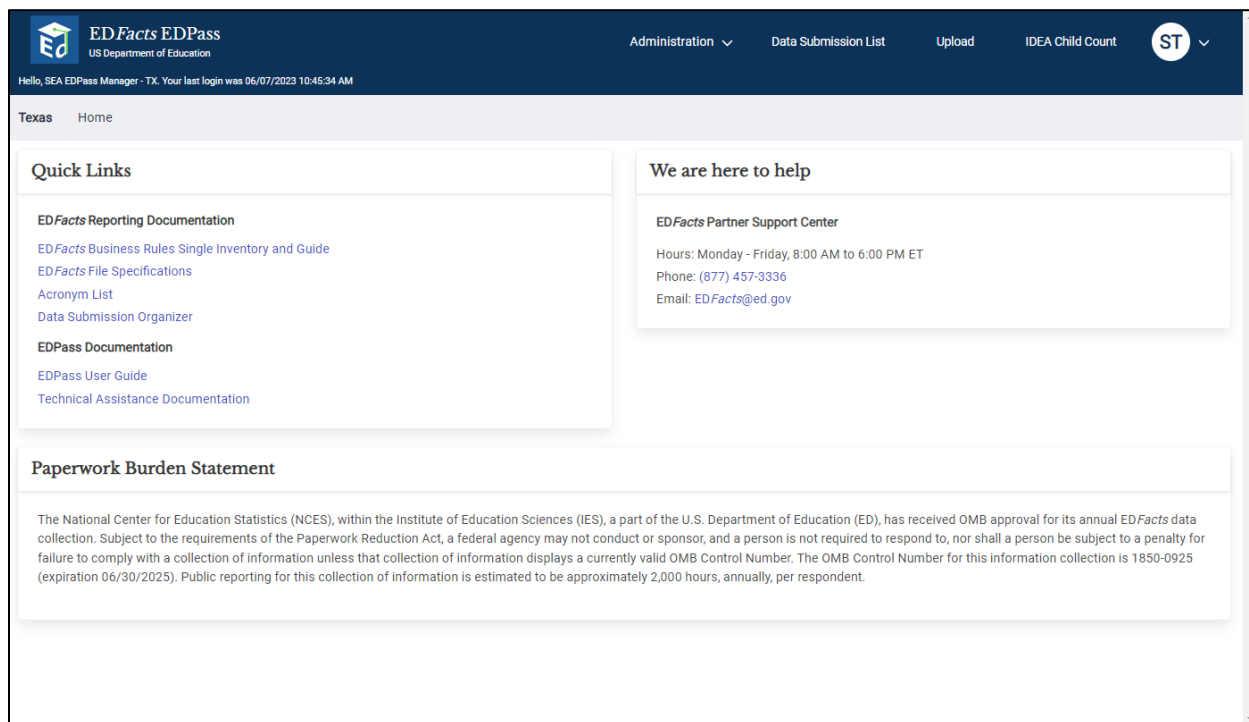 Ed
EDFacts EDPass
US Department of Education
Administration
Data Submission List
Upload
IDEA Child Count
ST
Hello, SEA EDPass Manager - TX. Your last login was 06/07/2023 10:45:34 AM
Texas Home
Quick Links
EDFacts Reporting Documentation
EDFacts Business Rules Single Inventory and Guide
EDFacts File Specifications
Acronym List
Data Submission Organizer
EDPass Documentation
EDPass User Guide
Technical Assistance Documentation
We are here to help
EDFacts Partner Support Center
Hours: Monday - Friday, 8:00 AM to 6:00 PM ET
Phone: (877) 457-3336
Email: EDFacts@ed.gov
Paperwork Burden Statement
The National Center for Education Statistics (NCES), within the Institute of Education Sciences (IES), a part of the U.S. Department of Education (ED), has received OMB approval for its annual EDFacts data
collection. Subject to the requirements of the Paperwork Reduction Act, a federal agency may not conduct or sponsor, and a person is not required to respond to, nor shall a person be subject to a penalty for
failure to comply with a collection of information unless that collection of information displays a currently valid OMB Control Number. The OMB Control Number for this information collection is 1850-0925
(expiration 06/30/2025). Public reporting for this collection of information is estimated to be approximately 2,000 hours, annually, per respondent.